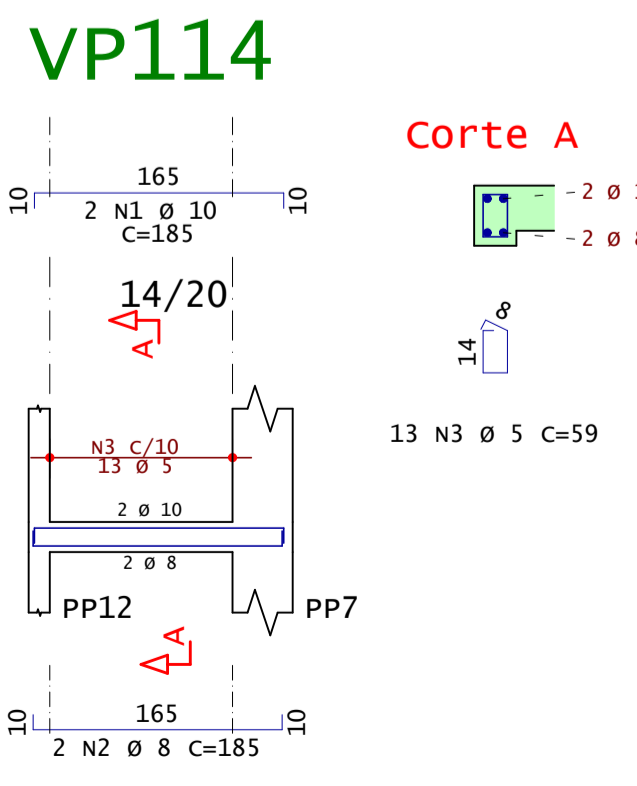 VP114
Corte A
165
10
10
2 N1 Ø 10
C=185
2 Ø
2 Ø
14/20
A
8
14
13 N3 Ø 5 C=59
N3 C/10
13 Ø 5
2 Ø 10
2 Ø 8
PP12
PP7
A
165
10
10
2 N2 Ø 8 C=185